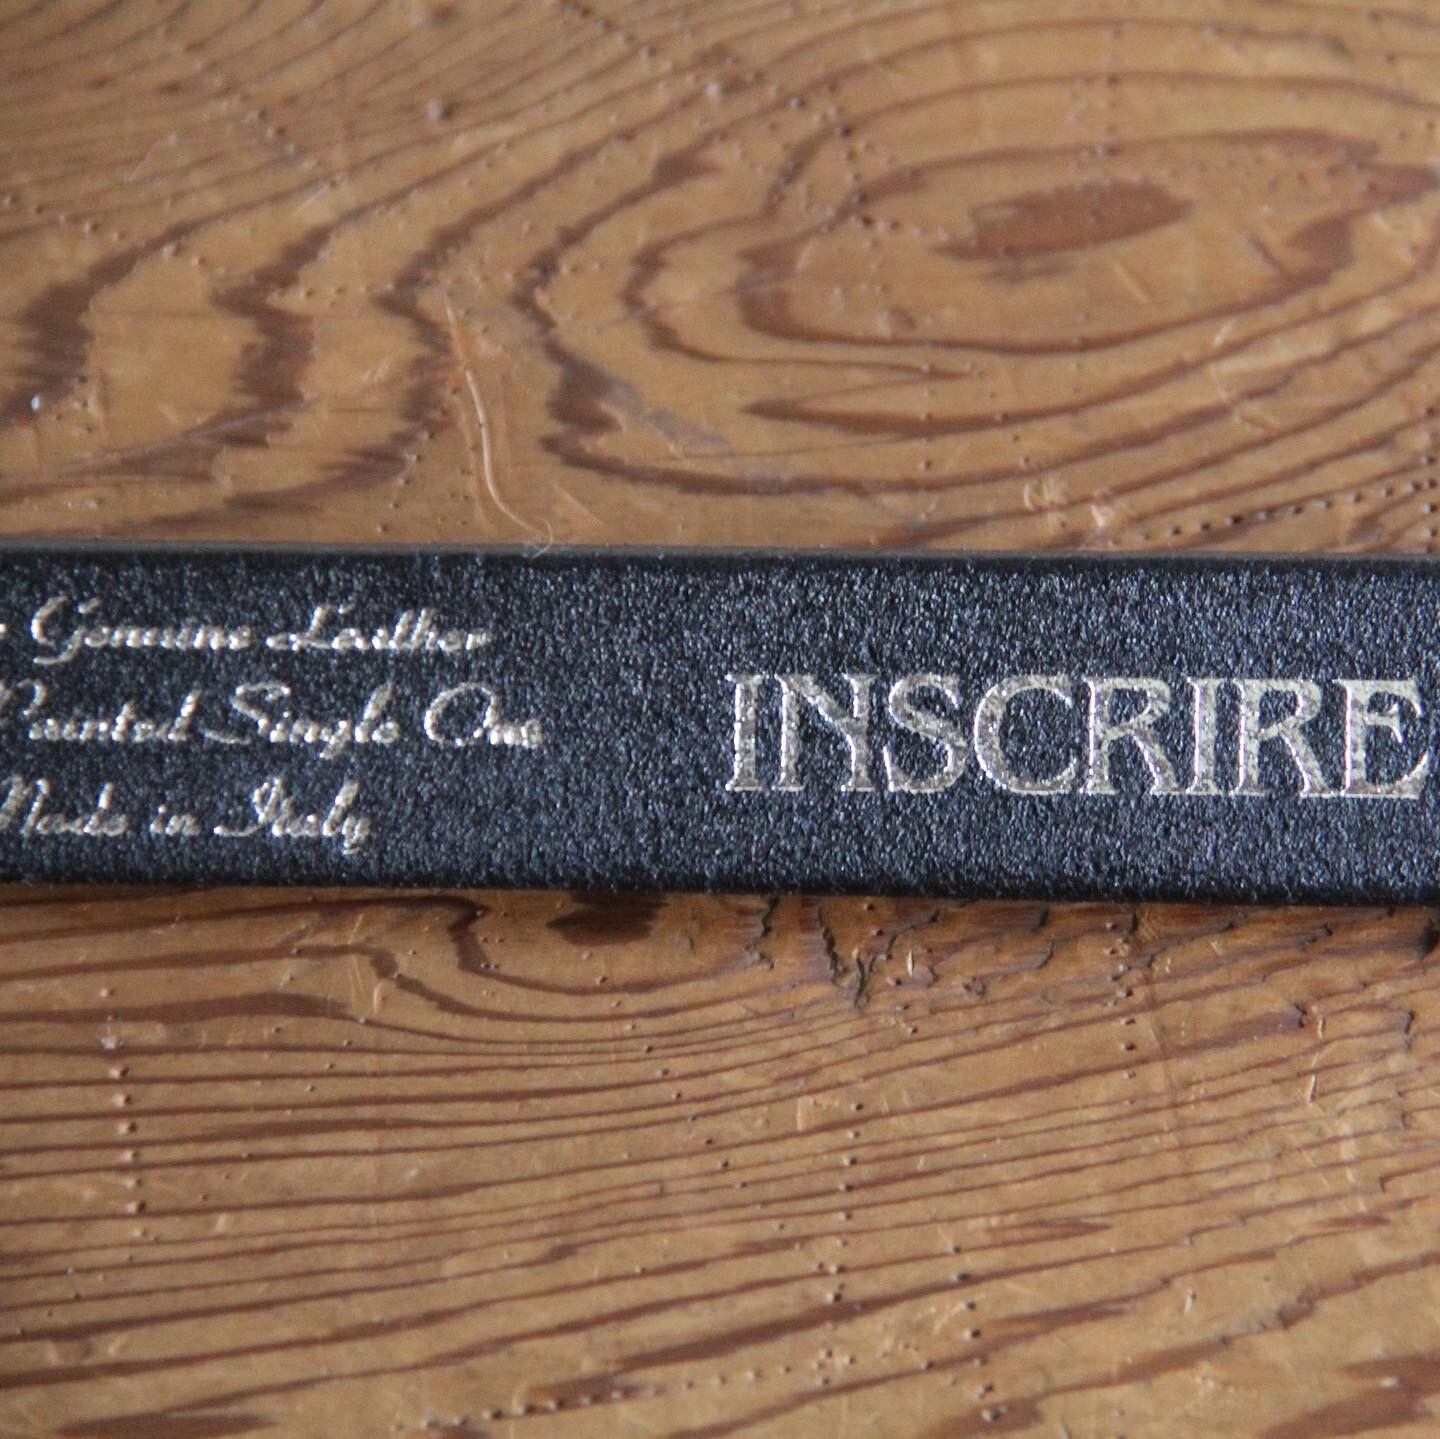 Genuine Leather
Painted Single One
Made in Italy
INSCRIRE